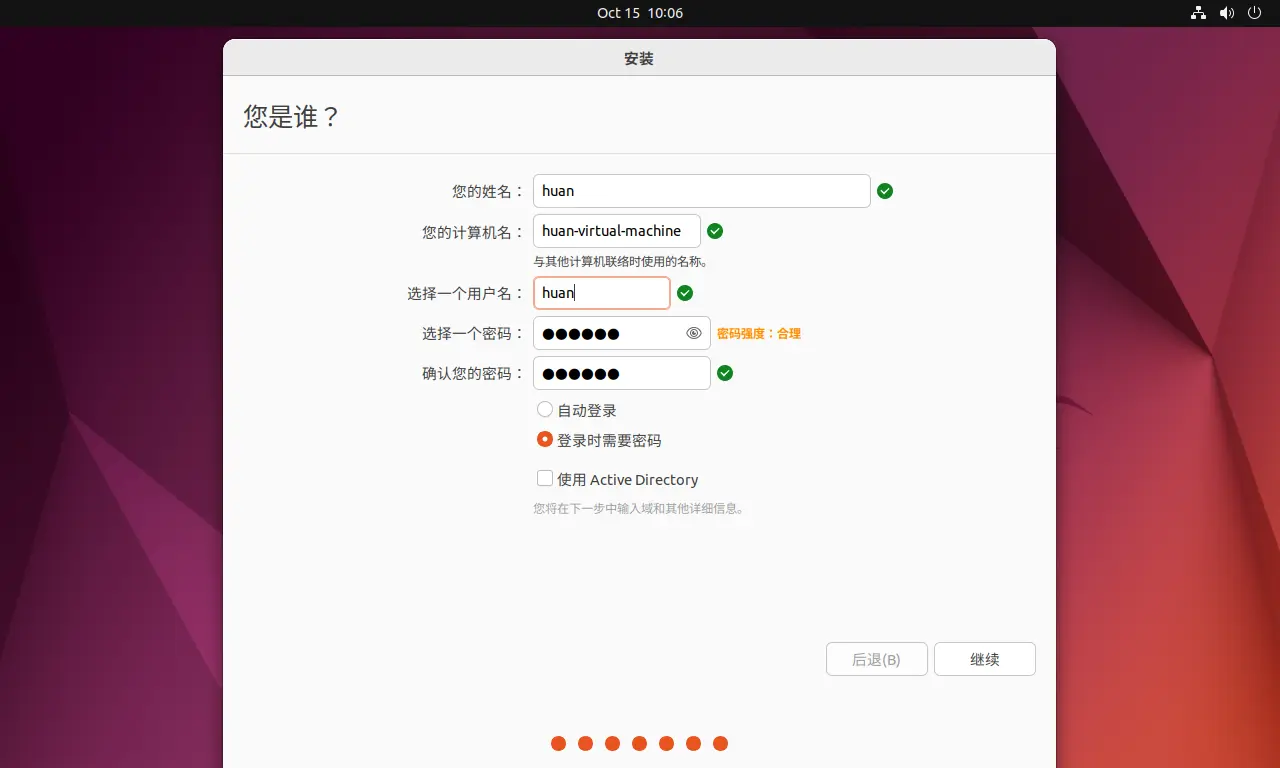 Oct 15 10:06
安装
您是谁？
您的姓名： huan
您的计算机名： huan-virtual-machine
与其他计算机联络时使用的名称。
选择一个用户名： huan
选择一个密码： ●●●●●● 密码强度：合理
确认您的密码： ●●●●●●
自动登录
登录时需要密码
使用 Active Directory
您将在下一步中输入域和其他详细信息。
后退(B) 继续